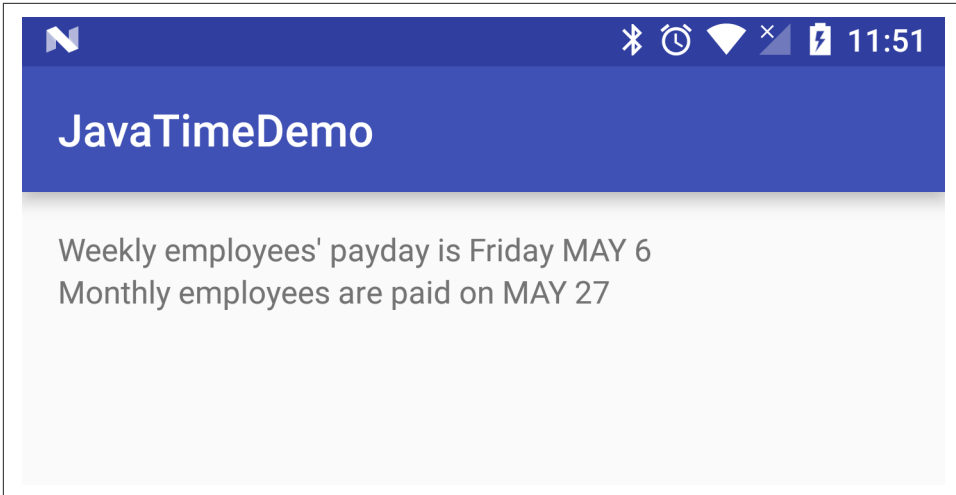 11:51
JavaTimeDemo
Weekly employees' payday is Friday MAY 6
Monthly employees are paid on MAY 27